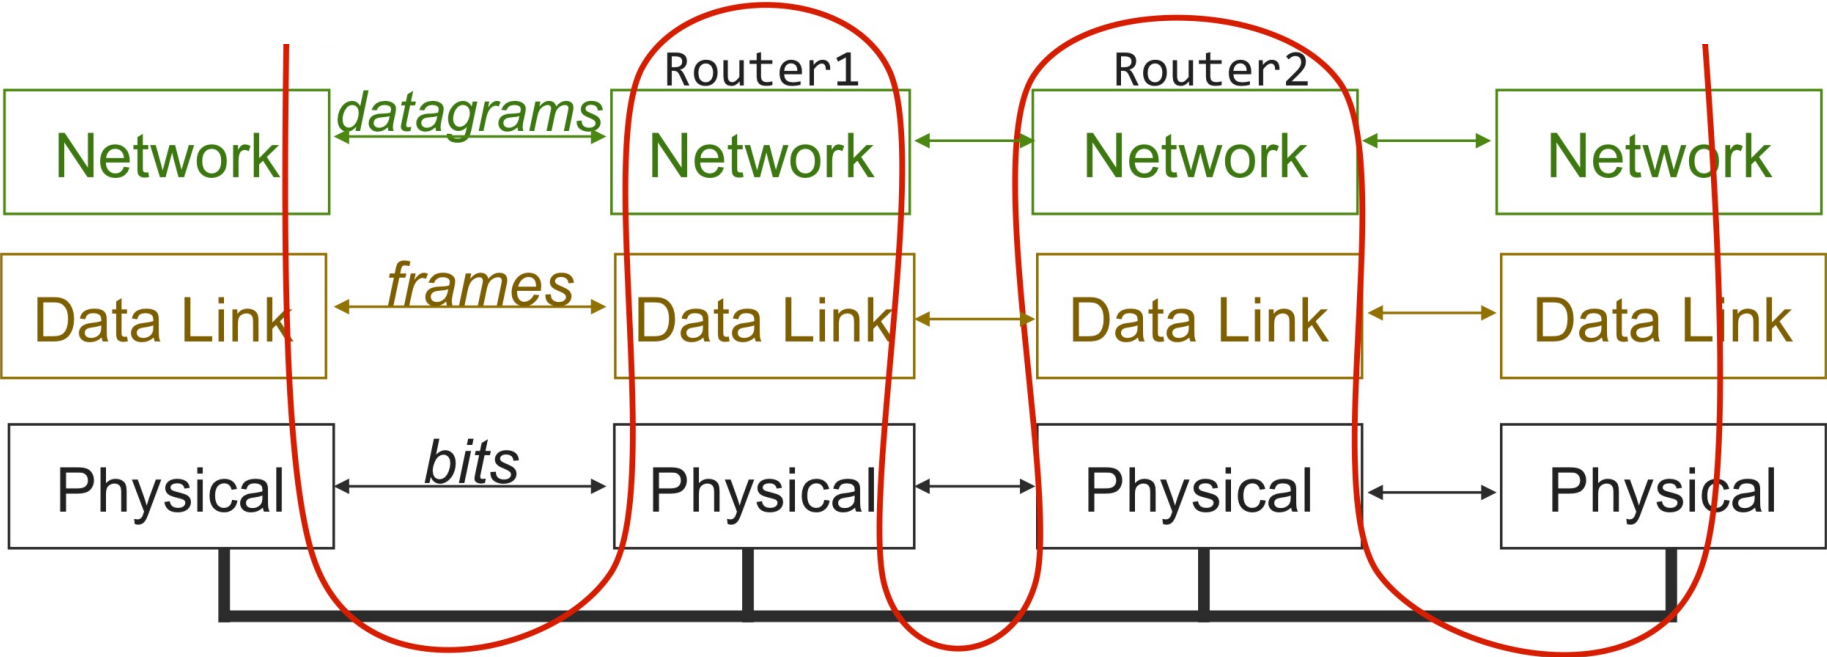 Router1 Router2
datagrams
Network Network Network Network
frames
Data Link Data Link Data Link Data Link
bits
Physical Physical Physical Physical